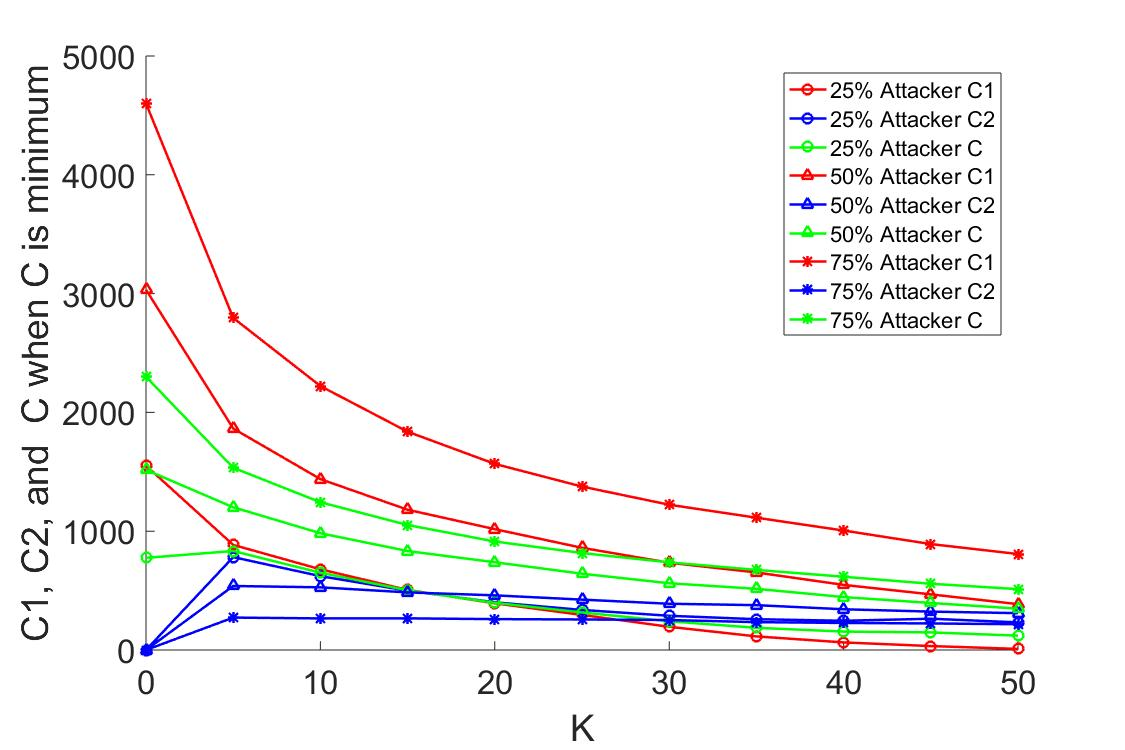 C1, C2, and C when C is minimum
5000
4000
3000
2000
1000
0
0 10 20 30 40 50
K
25% Attacker C1
25% Attacker C2
25% Attacker C
50% Attacker C1
50% Attacker C2
50% Attacker C
75% Attacker C1
75% Attacker C2
75% Attacker C